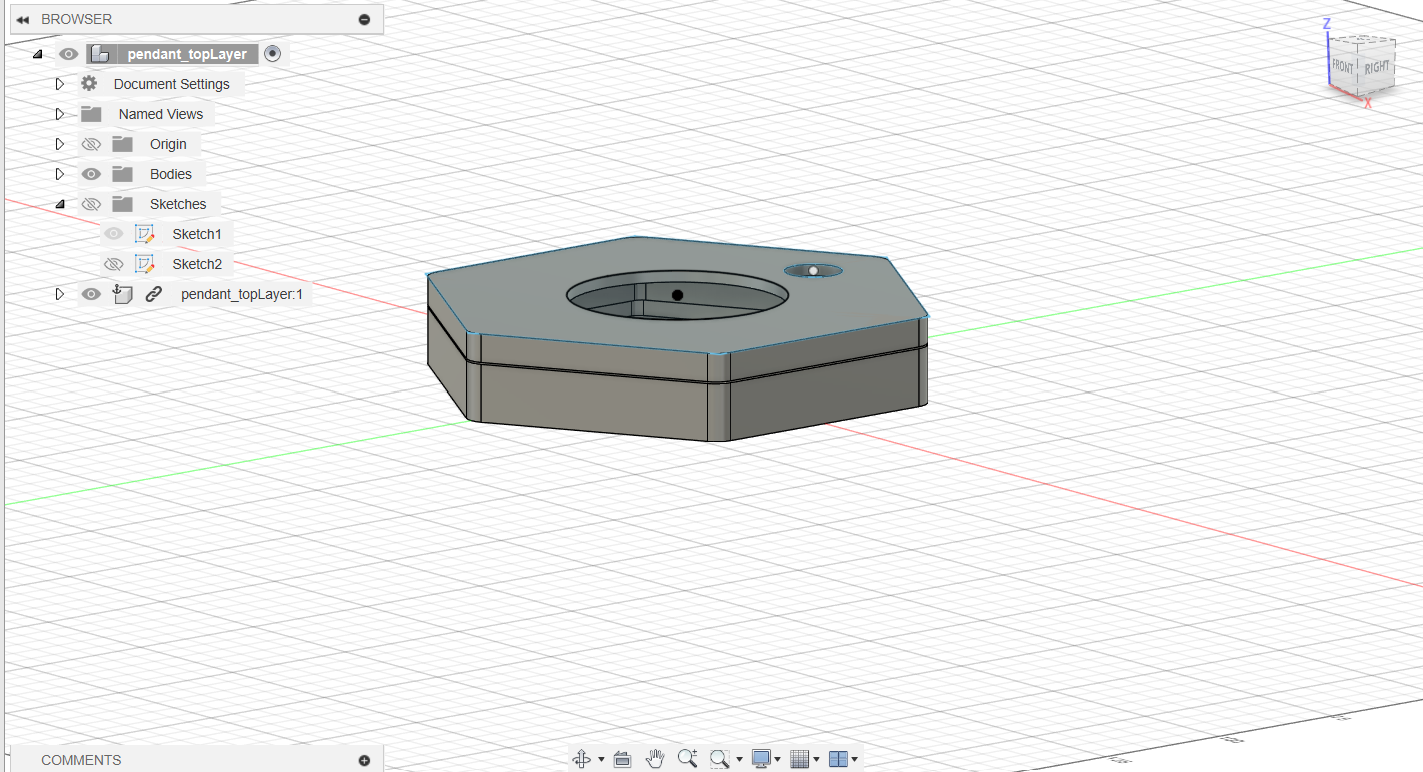 BROWSER
pendant_topLayer
Document Settings
Named Views
Origin
Bodies
Sketches
Sketch1
Sketch2
pendant_topLayer:1
COMMENTS
Z
FRONT
RIGHT
X